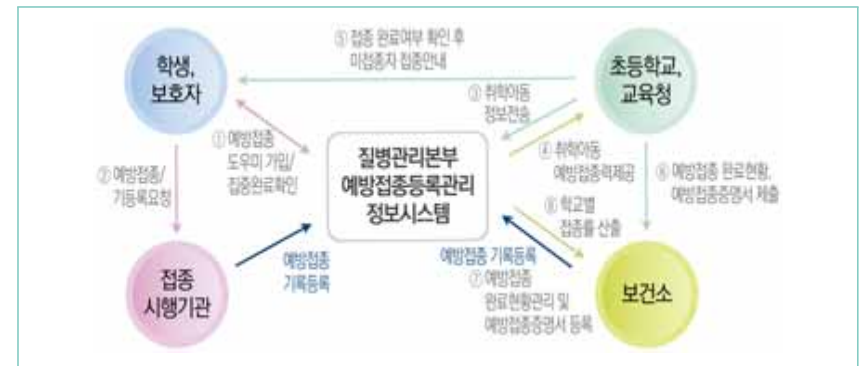 ⑤ 접종 완료여부 확인 후
미접종자 접종안내
학생,
보호자
초등학교,
교육청
③ 취학아동
정보전송
① 예방접종
도우미 가입/
접종완료확인
질병관리본부
예방접종등록관리
정보시스템
④ 취학아동
예방접종력제공
② 예방접종/
기등록요청
⑥ 예방접종 완료현황,
예방접종증명서 제출
⑧ 학교별
접종률 산출
예방접종
기록등록
예방접종 기록등록
⑦ 예방접종
완료현황관리 및
예방접종증명서 등록
접종
시행기관
보건소